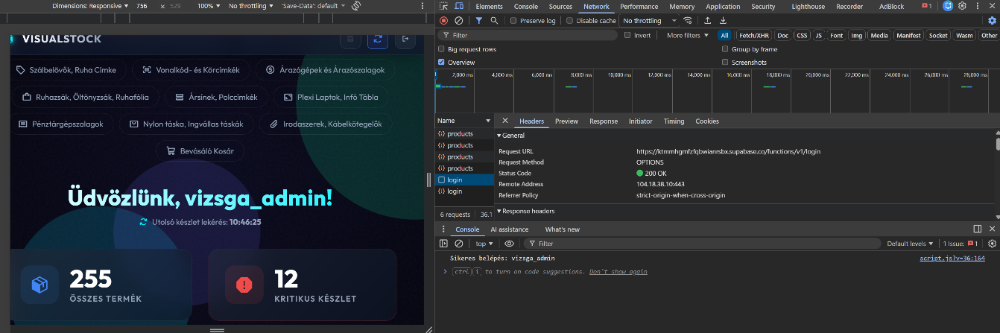 Dimensions: Responsive 756 × 529 100% No throttling 'Save-Data': default
VISUALSTOCK
Szálbelövők, Ruha Címke
Vonalkód- és Körcímkék
Árazógépek és Árazószalagok
Ruhazsák, Öltönyzsák, Ruhafólia
Ársínek, Polccímkék
Plexi Laptok, Infó Tábla
Pénztárgépszalagok
Nylon táska, Ingvállas táskák
Irodaszerek, Kábelkötegelők
Bevásáló Kosár
Üdvözlünk, vizsga_admin!
Utolsó készlet lekérés: 10:46:25
255
ÖSSZES TERMÉK
12
KRITIKUS KÉSZLET
Elements Console Sources Network Performance Memory Application Security Lighthouse Recorder AdBlock 1
Preserve log Disable cache No throttling
Filter Invert More filters All Fetch/XHR Doc CSS JS Font Img Media Manifest Socket Wasm Other
Big request rows Group by frame
Overview Screenshots
2,000 ms 4,000 ms 6,000 ms 8,000 ms 10,000 ms 12,000 ms 14,000 ms 16,000 ms 18,000 ms 20,000 ms 22,000 ms 24,000 ms 26,000 ms 28,000 ms
Name
products
products
products
products
login
login
6 requests 36.1
Headers Preview Response Initiator Timing Cookies
General
Request URL https://ktmmhgmfzfqbwiannsbx.supabase.co/functions/v1/login
Request Method OPTIONS
Status Code 200 OK
Remote Address 104.18.38.10:443
Referrer Policy strict-origin-when-cross-origin
Response headers
Console AI assistance What's new
top Filter Default levels 1 Issue: 1
Sikeres belépés: vizsga_admin script.js?v=36:164
ctrl i to turn on code suggestions. Don't show again